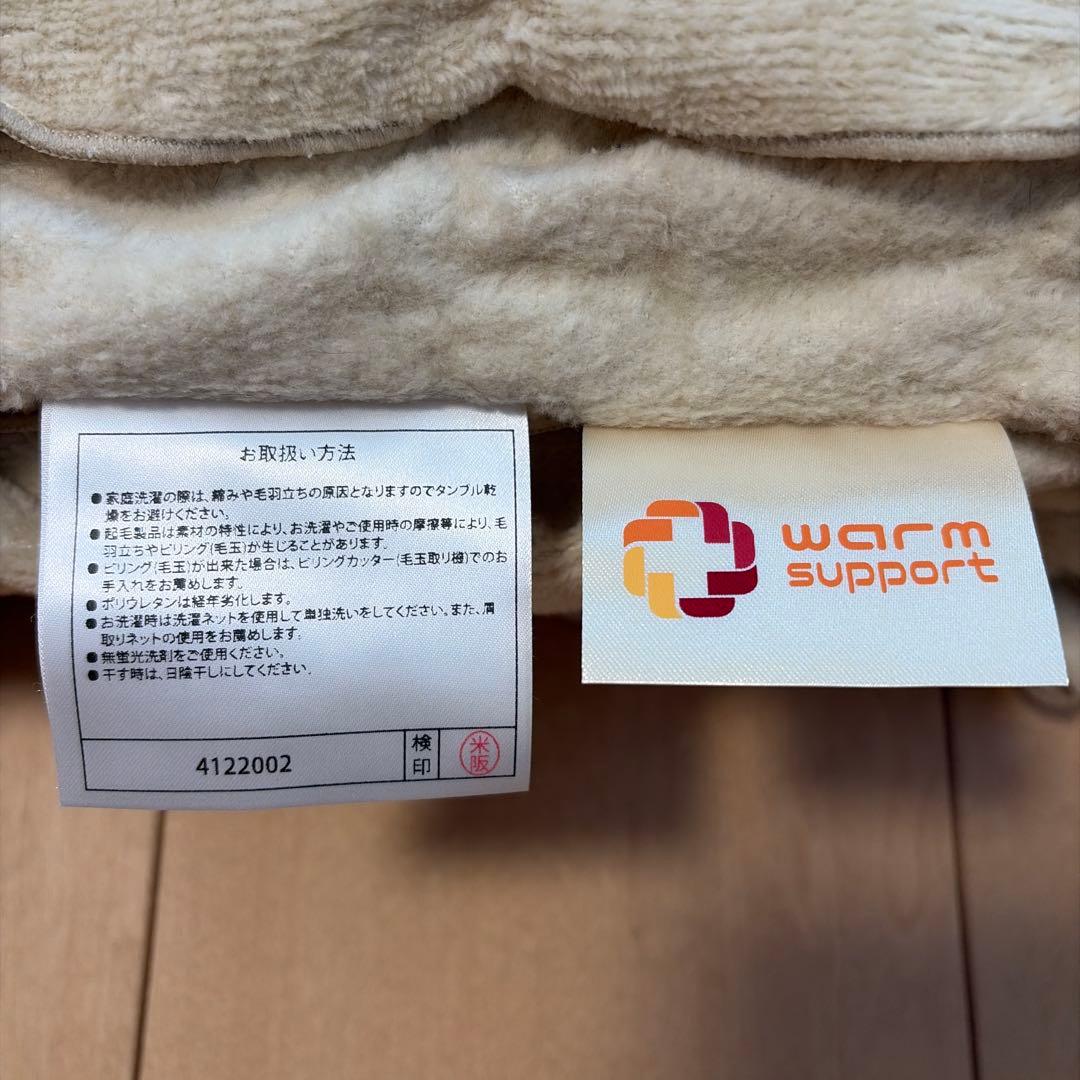 お取扱い方法
●家庭洗濯の際は、縮みや毛羽立ちの原因となりますのでタンブル乾
燥をお避けください。
●起毛製品は素材の特性により、お洗濯やご使用時の摩擦等により、毛
羽立ちやピリング(毛玉)が生じることがあります。
●ピリング(毛玉)が出来た場合は、ピリングカッター(毛玉取り機)でのお
手入れをお薦めします。
●ポリウレタンは経年劣化します。
●お洗濯時は洗濯ネットを使用して単独洗いをしてください。また、屑
取りネットの使用をお薦めします。
●無蛍光洗剤をご使用ください。
●干す時は、日陰干しにしてください。
4122002
検
印
米
阪
warm
support